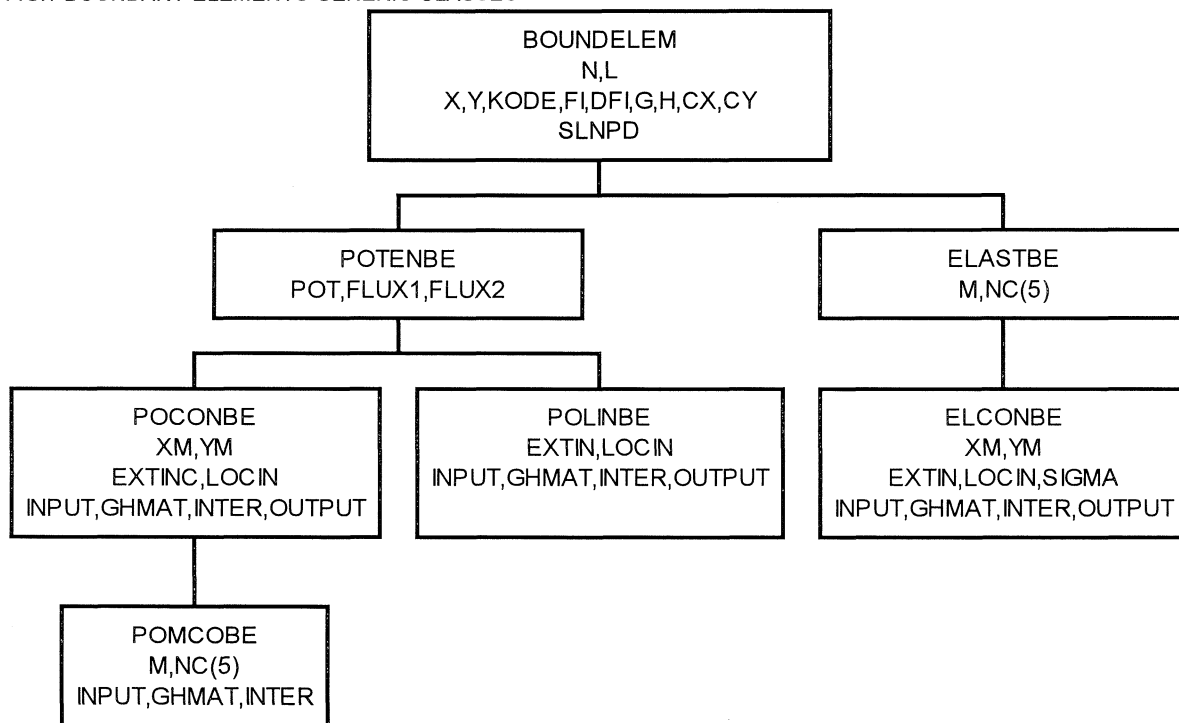 BOUNDELEM
N,L
X,Y,KODE,FI,DFI,G,H,CX,CY
SLNPD
POTENBE
POT,FLUX1,FLUX2
ELASTBE
M,NC(5)
POCONBE
XM,YM
EXTINC,LOCIN
INPUT,GHMAT,INTER,OUTPUT
POLINBE
EXTIN,LOCIN
INPUT,GHMAT,INTER,OUTPUT
ELCONBE
XM,YM
EXTIN,LOCIN,SIGMA
INPUT,GHMAT,INTER,OUTPUT
POMCOBE
M,NC(5)
INPUT,GHMAT,INTER